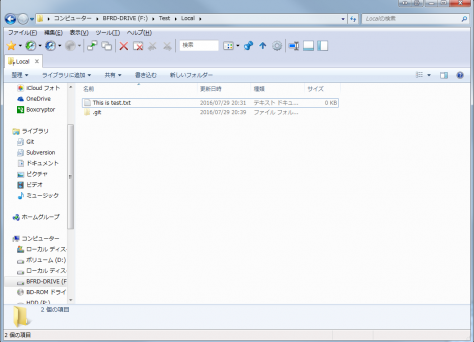 コンピューター ▸ BFRD-DRIVE (F:) ▸ Test ▸ Local ▸
Localの検索
ファイル(F) 編集(E) 表示(V) ツール(T) ヘルプ(H)
検索
Local
整理 ライブラリに追加 共有 書き込む 新しいフォルダー
名前 更新日時 種類 サイズ
This is test.txt 2016/07/29 20:31 テキスト ドキュ... 0 KB
.git 2016/07/29 20:39 ファイル フォル...
iCloud フォト
OneDrive
Boxcryptor
ライブラリ
Git
Subversion
ドキュメント
ピクチャ
ビデオ
ミュージック
ホームグループ
コンピューター
ローカル ディス
ボリューム (D:)
ローカル ディス
BFRD-DRIVE (F
BD-ROM ドライ
2 個の項目
2 個の項目